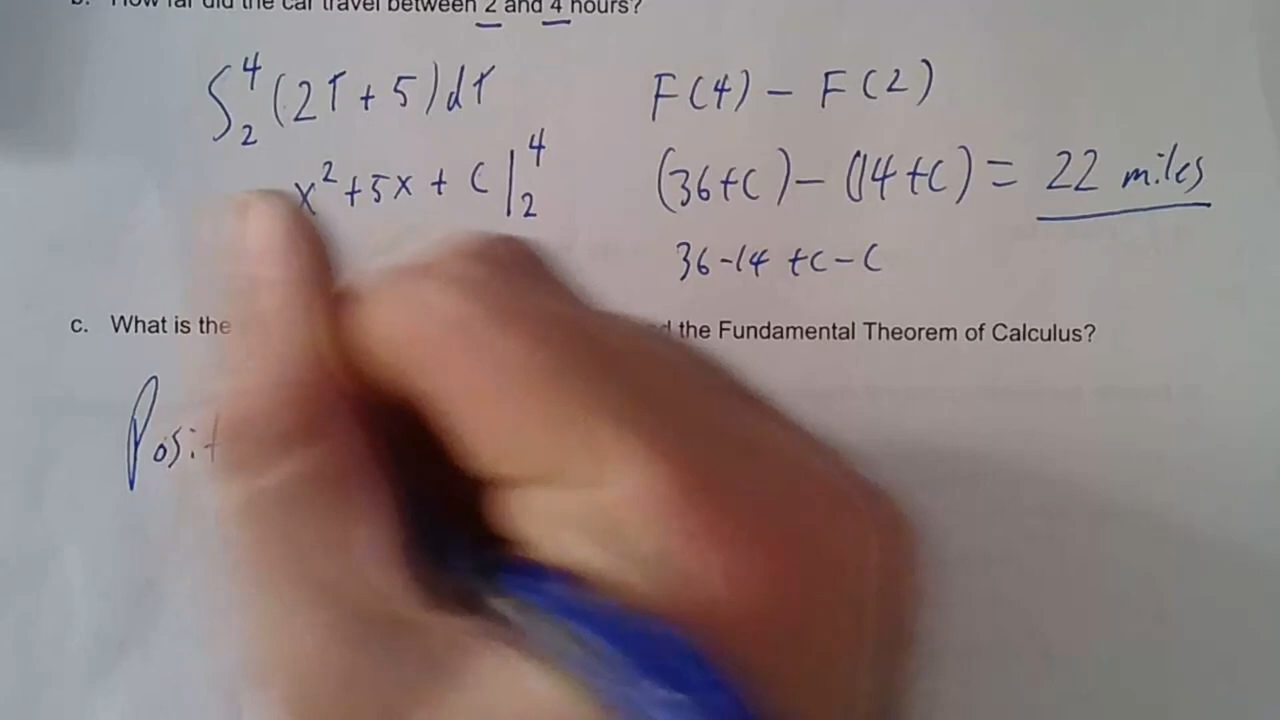 b. How far did the car travel between 2 and 4 hours?
∫₂⁴ (2T + 5)dT
F(4) - F(2)
x² + 5x + C |₂⁴
(36+C) - (14+C) = 22 miles
36-14 +C-C
c. What is the the Fundamental Theorem of Calculus?
Posit